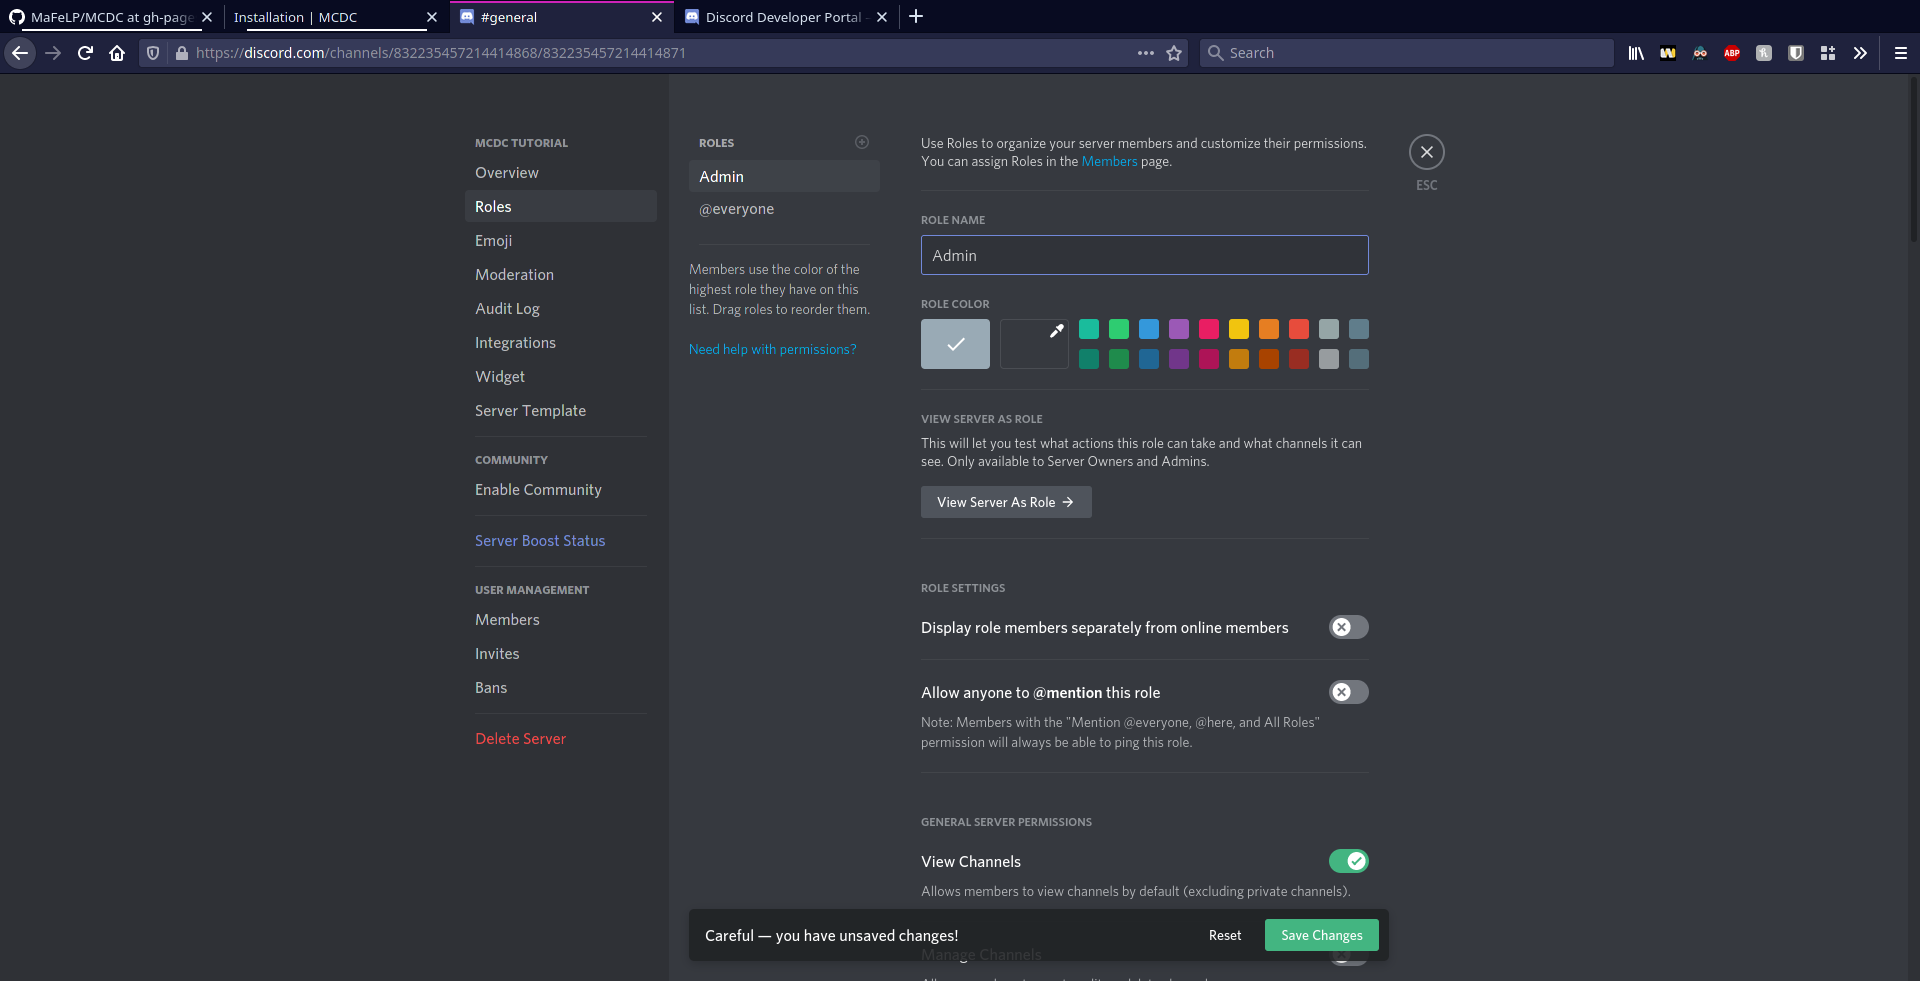 MaFeLP/MCDC at gh-page
Installation | MCDC
#general
Discord Developer Portal -
https://discord.com/channels/832235457214414868/832235457214414871
Search
ABP
MCDC TUTORIAL
Overview
Roles
Emoji
Moderation
Audit Log
Integrations
Widget
Server Template
COMMUNITY
Enable Community
Server Boost Status
USER MANAGEMENT
Members
Invites
Bans
Delete Server
ROLES
Admin
@everyone
Members use the color of the
highest role they have on this
list. Drag roles to reorder them.
Need help with permissions?
Use Roles to organize your server members and customize their permissions.
You can assign Roles in the Members page.
ESC
ROLE NAME
Admin
ROLE COLOR
VIEW SERVER AS ROLE
This will let you test what actions this role can take and what channels it can
see. Only available to Server Owners and Admins.
View Server As Role →
ROLE SETTINGS
Display role members separately from online members
Allow anyone to @mention this role
Note: Members with the "Mention @everyone, @here, and All Roles"
permission will always be able to ping this role.
GENERAL SERVER PERMISSIONS
View Channels
Allows members to view channels by default (excluding private channels).
Careful — you have unsaved changes!
Reset
Save Changes
Manage Channels